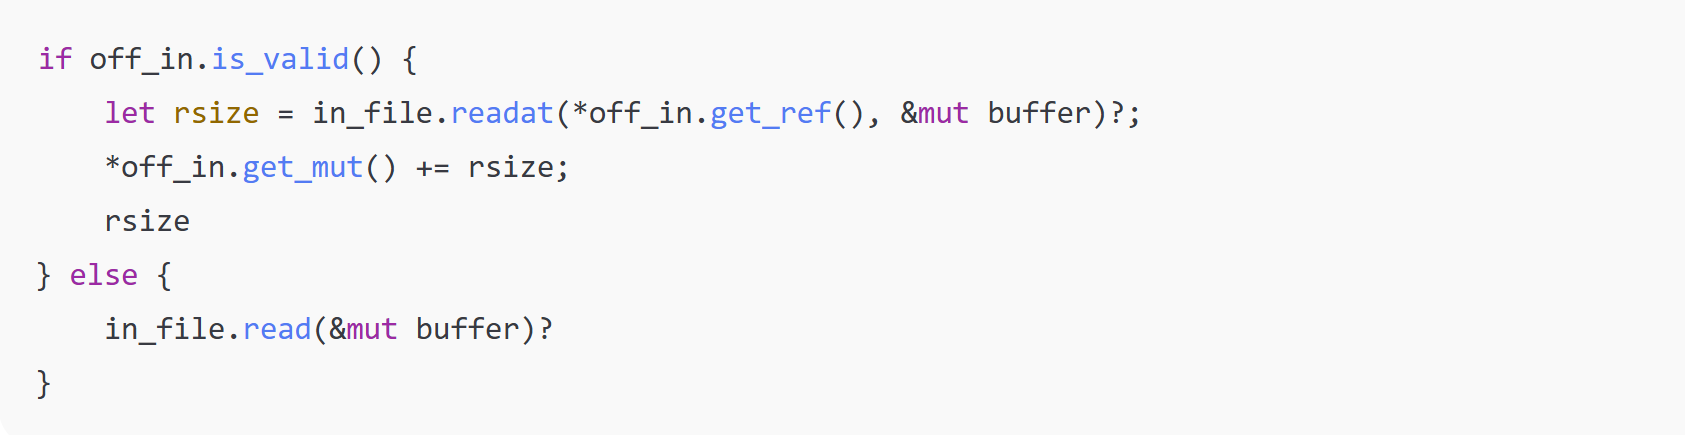 if off_in.is_valid() {
    let rsize = in_file.readat(*off_in.get_ref(), &mut buffer)?;
    *off_in.get_mut() += rsize;
    rsize
} else {
    in_file.read(&mut buffer)?
}